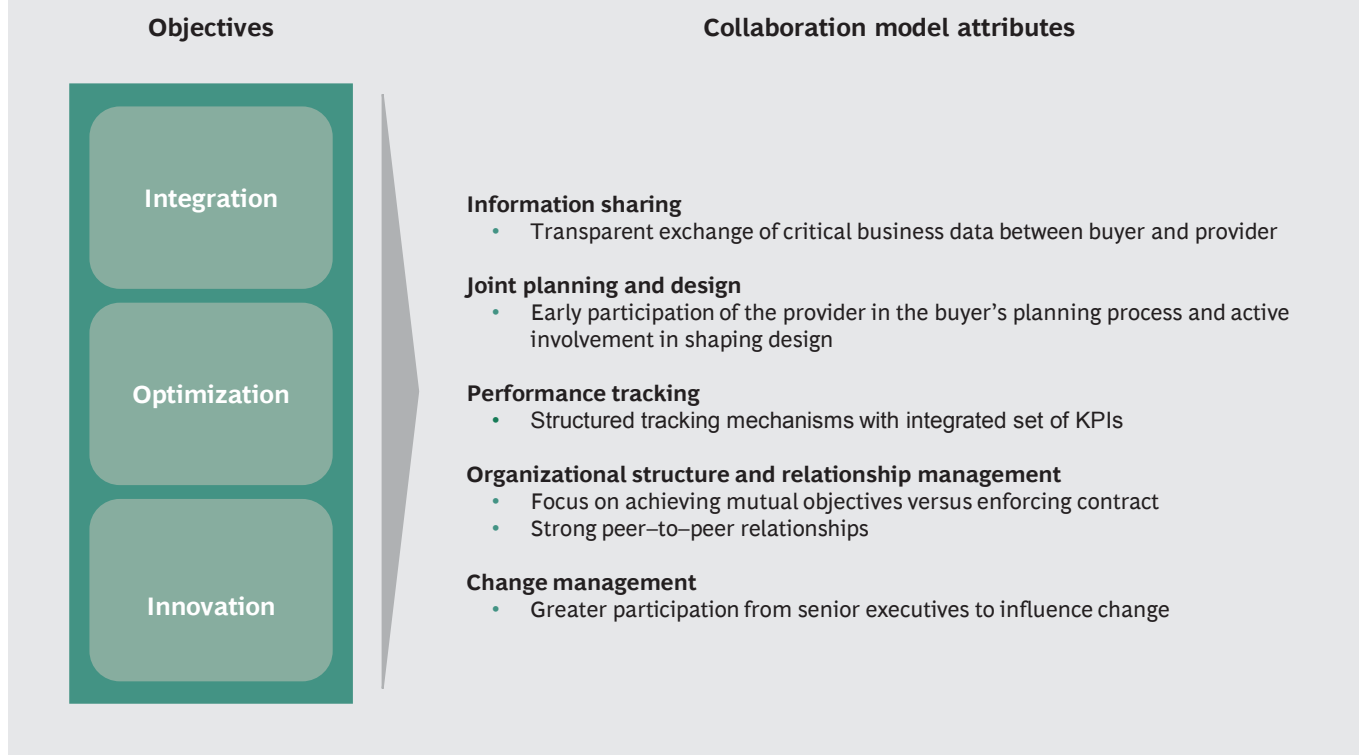 Objectives
Collaboration model attributes
Integration
Optimization
Innovation
Information sharing
• Transparent exchange of critical business data between buyer and provider
Joint planning and design
• Early participation of the provider in the buyer’s planning process and active
involvement in shaping design
Performance tracking
• Structured tracking mechanisms with integrated set of KPIs
Organizational structure and relationship management
• Focus on achieving mutual objectives versus enforcing contract
• Strong peer–to–peer relationships
Change management
• Greater participation from senior executives to influence change